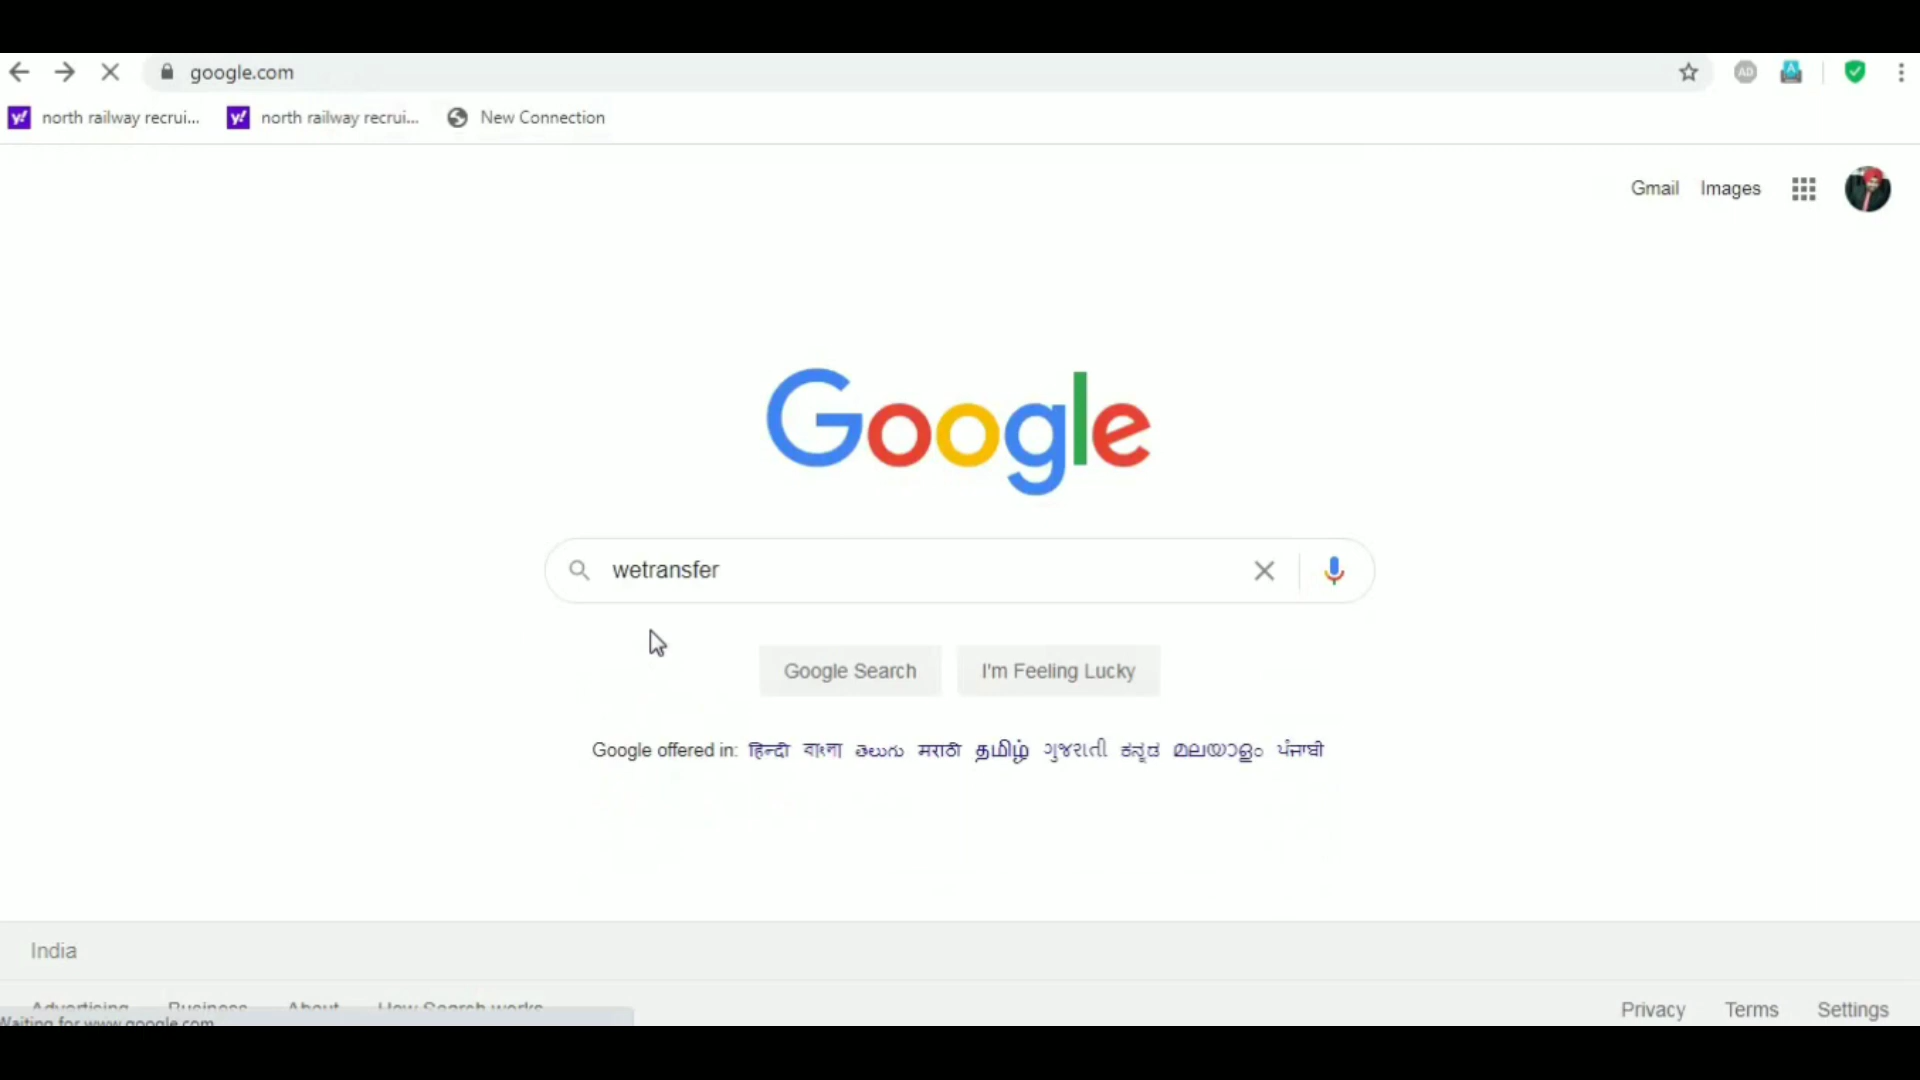 google.com
north railway recrui... north railway recrui... New Connection
Gmail Images
Google
wetransfer
Google Search I'm Feeling Lucky
Google offered in: हिन्दी বাংলা తెలుగు मराठी தமிழ் ગુજરાતી ಕನ್ನಡ മലയാളം ਪੰਜਾਬੀ
India
Advertising Business About How Search works Privacy Terms Settings
Waiting for www.google.com